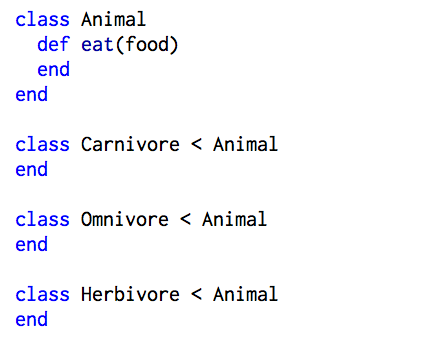 class Animal
  def eat(food)
  end
end

class Carnivore < Animal
end

class Omnivore < Animal
end

class Herbivore < Animal
end